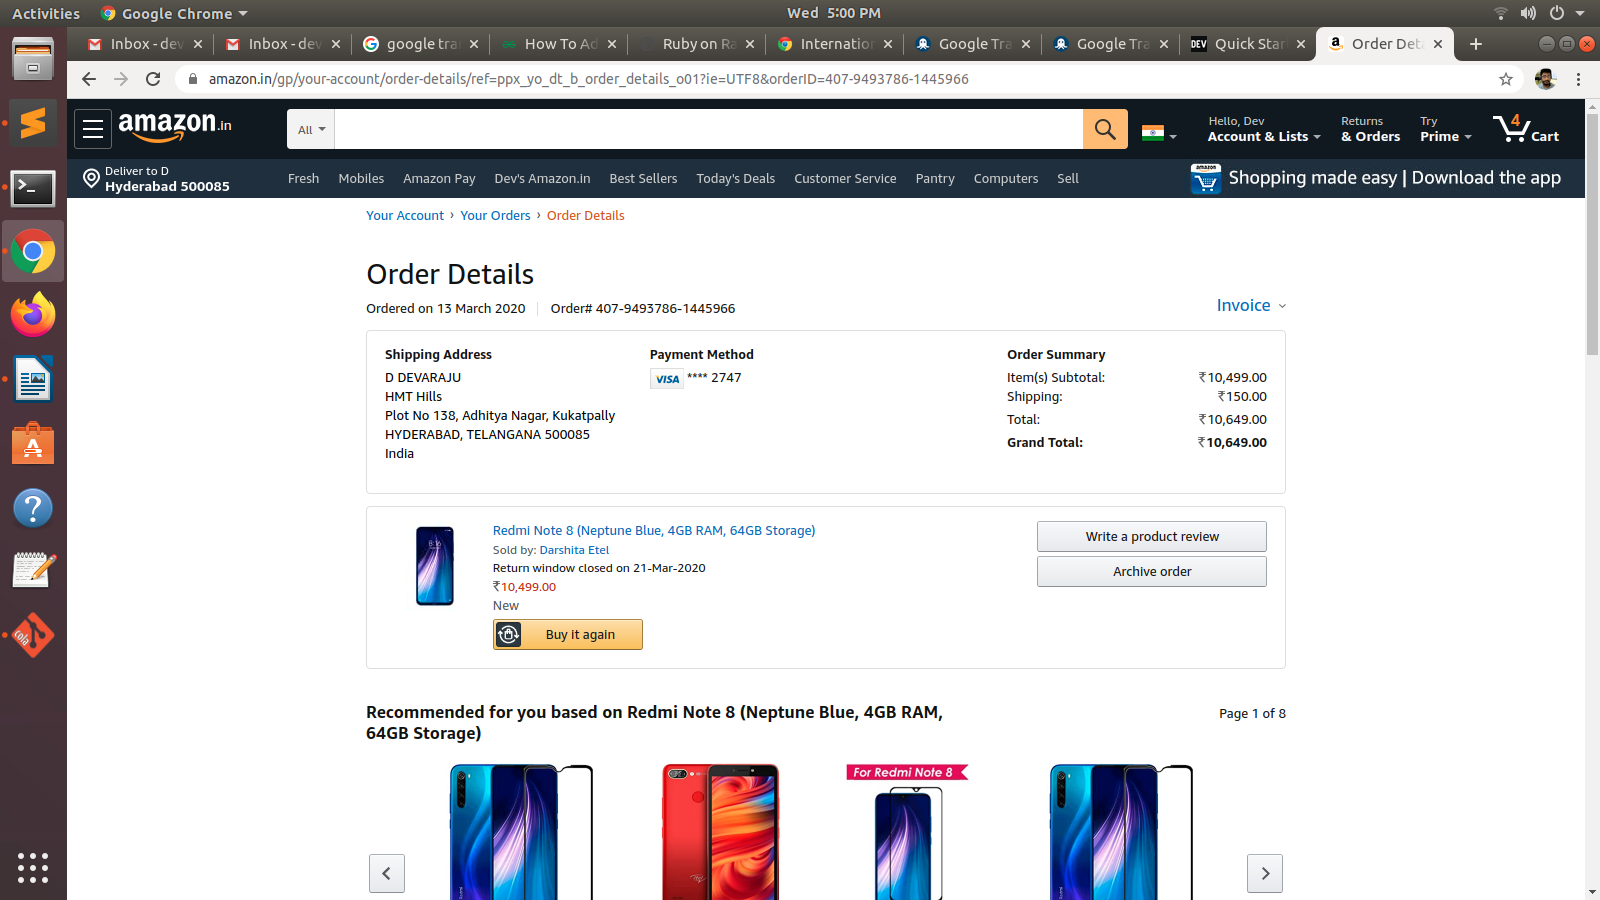 Activities
Google Chrome
Wed 5:00 PM
Inbox - dev
Inbox - dev
google tra
How To Ad
Ruby on Ra
Internation
Google Tra
Google Tra
DEV
Quick Star
Order Deta
amazon.in/gp/your-account/order-details/ref=ppx_yo_dt_b_order_details_o01?ie=UTF8&orderID=407-9493786-1445966
amazon.in
All
Hello, Dev
Account & Lists
Returns
& Orders
Try
Prime
4
Cart
Deliver to D
Hyderabad 500085
Fresh
Mobiles
Amazon Pay
Dev's Amazon.in
Best Sellers
Today's Deals
Customer Service
Pantry
Computers
Sell
amazon
Shopping made easy | Download the app
Your Account › Your Orders › Order Details
Order Details
Ordered on 13 March 2020
Order# 407-9493786-1445966
Invoice
Shipping Address
D DEVARAJU
HMT Hills
Plot No 138, Adhitya Nagar, Kukatpally
HYDERABAD, TELANGANA 500085
India
Payment Method
VISA **** 2747
Order Summary
Item(s) Subtotal: ₹10,499.00
Shipping: ₹150.00
Total: ₹10,649.00
Grand Total: ₹10,649.00
Redmi Note 8 (Neptune Blue, 4GB RAM, 64GB Storage)
Sold by: Darshita Etel
Return window closed on 21-Mar-2020
₹10,499.00
New
Buy it again
Write a product review
Archive order
Recommended for you based on Redmi Note 8 (Neptune Blue, 4GB RAM,
64GB Storage)
Page 1 of 8
For Redmi Note 8